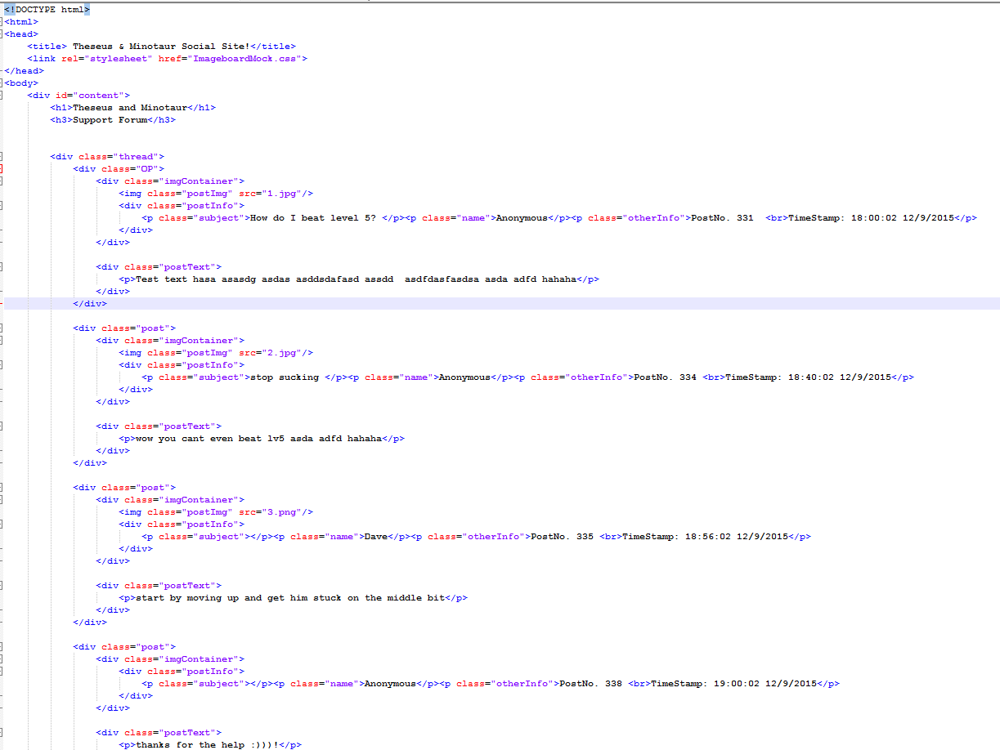 <!DOCTYPE html>
<html>
<head>
    <title> Theseus & Minotaur Social Site!</title>
    <link rel="stylesheet" href="ImageboardMock.css">
</head>
<body>
    <div id="content">
        <h1>Theseus and Minotaur</h1>
        <h3>Support Forum</h3>


        <div class="thread">
            <div class="OP">
                <div class="imgContainer">
                    <img class="postImg" src="1.jpg"/>
                    <div class="postInfo">
                        <p class="subject">How do I beat level 5? </p><p class="name">Anonymous</p><p class="otherInfo">PostNo. 331  <br>TimeStamp: 18:00:02 12/9/2015</p>
                    </div>
                </div>

                <div class="postText">
                    <p>Test text hasa asasdg asdas asddsdafasd assdd  asdfdasfasdsa asda adfd hahaha</p>
                </div>
            </div>

            <div class="post">
                <div class="imgContainer">
                    <img class="postImg" src="2.jpg"/>
                    <div class="postInfo">
                        <p class="subject">stop sucking </p><p class="name">Anonymous</p><p class="otherInfo">PostNo. 334 <br>TimeStamp: 18:40:02 12/9/2015</p>
                    </div>
                </div>

                <div class="postText">
                    <p>wow you cant even beat lv5 asda adfd hahaha</p>
                </div>
            </div>

            <div class="post">
                <div class="imgContainer">
                    <img class="postImg" src="3.png"/>
                    <div class="postInfo">
                        <p class="subject"></p><p class="name">Dave</p><p class="otherInfo">PostNo. 335 <br>TimeStamp: 18:56:02 12/9/2015</p>
                    </div>
                </div>

                <div class="postText">
                    <p>start by moving up and get him stuck on the middle bit</p>
                </div>
            </div>

            <div class="post">
                <div class="imgContainer">
                    <div class="postInfo">
                        <p class="subject"></p><p class="name">Anonymous</p><p class="otherInfo">PostNo. 338 <br>TimeStamp: 19:00:02 12/9/2015</p>
                    </div>
                </div>

                <div class="postText">
                    <p>thanks for the help :)))!</p>